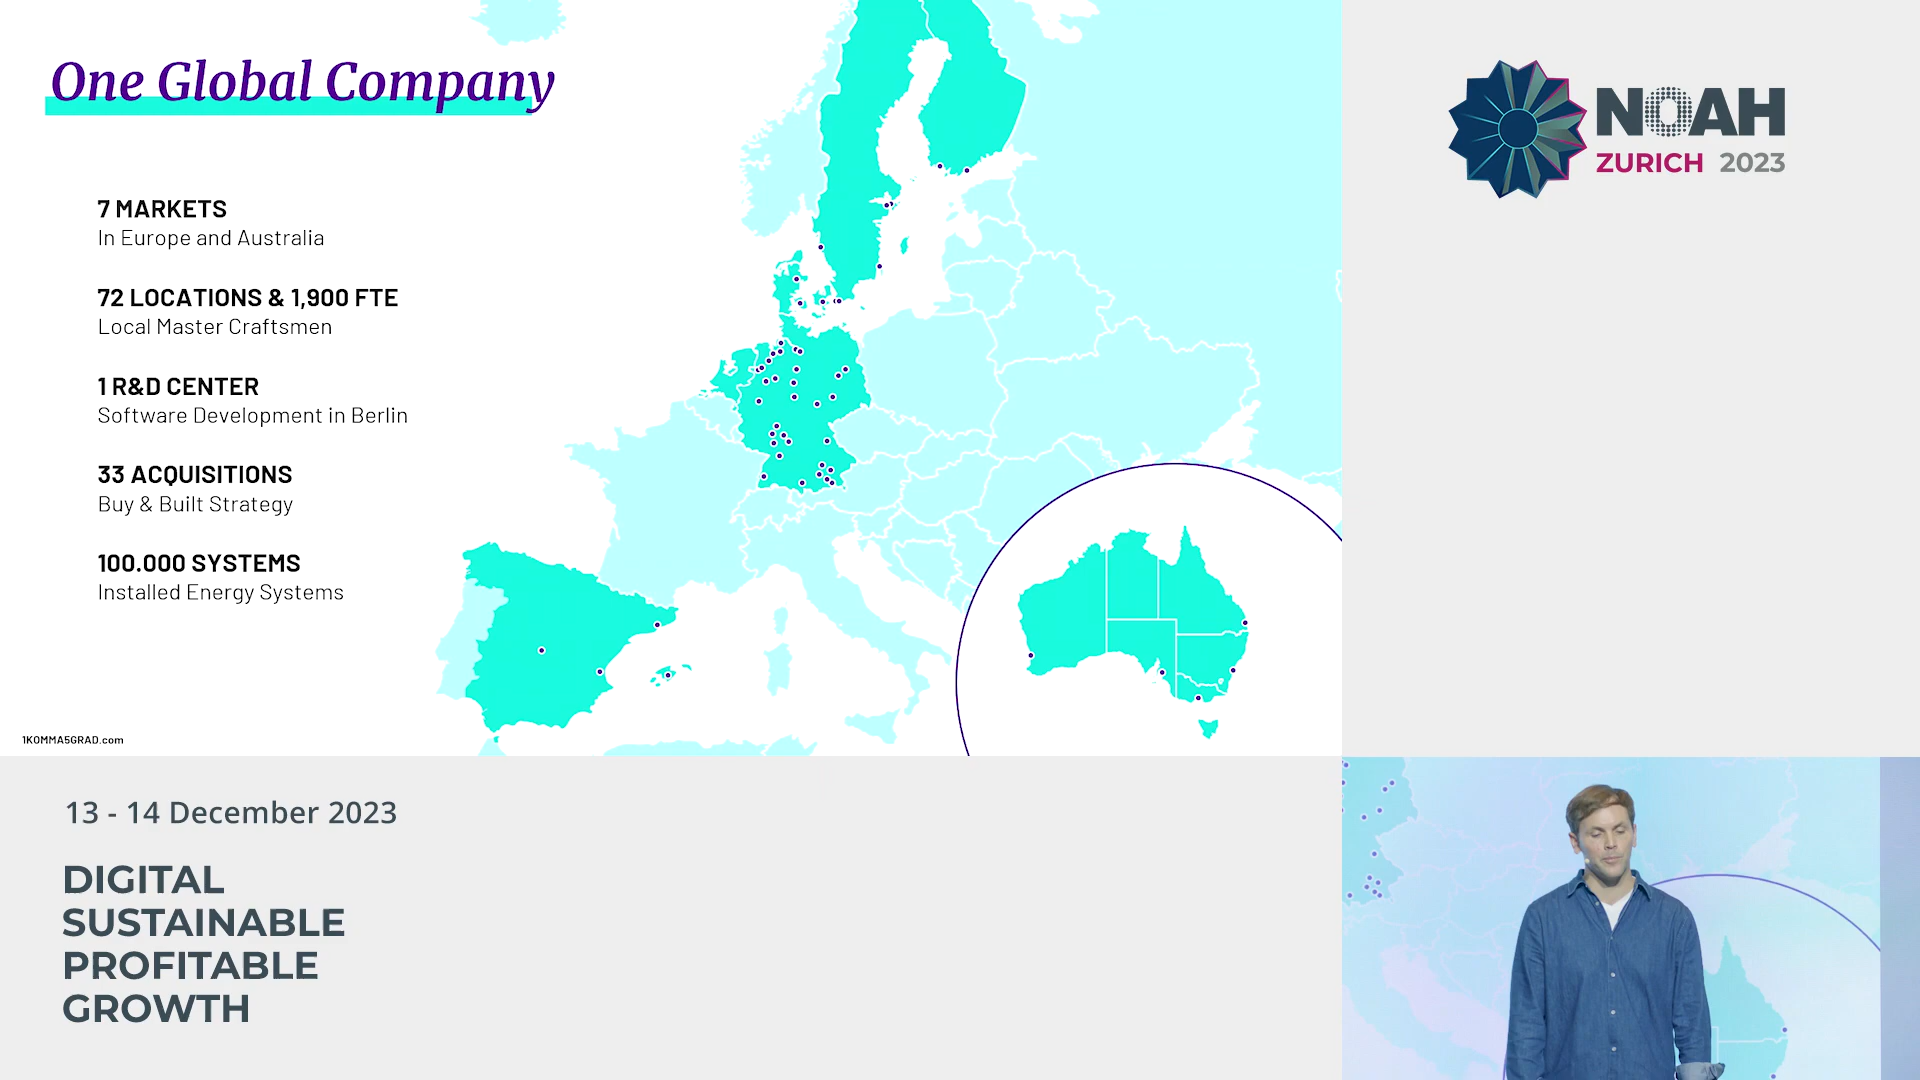 One Global Company
7 MARKETS
In Europe and Australia
72 LOCATIONS & 1,900 FTE
Local Master Craftsmen
1 R&D CENTER
Software Development in Berlin
33 ACQUISITIONS
Buy & Built Strategy
100.000 SYSTEMS
Installed Energy Systems
1KOMMA5GRAD.com
NOAH
ZURICH 2023
13 - 14 December 2023
DIGITAL
SUSTAINABLE
PROFITABLE
GROWTH